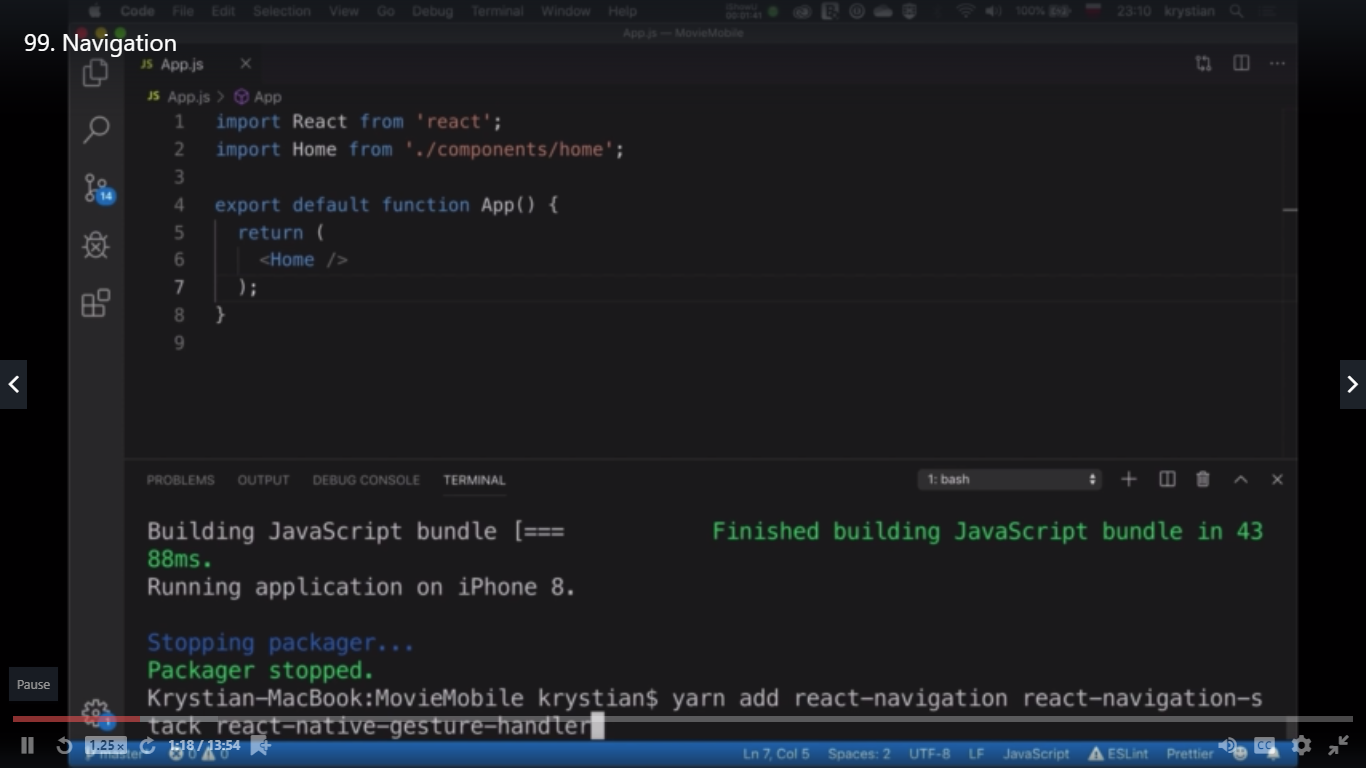 Code File Edit Selection View Go Debug Terminal Window Help 00:01:41 100% 23:10 krystian
App.js — MovieMobile
99. Navigation
JS App.js
JS App.js > App
1 import React from 'react';
2 import Home from './components/home';
3
4 export default function App() {
5 return (
6 <Home />
7 );
8 }
9
14
PROBLEMS OUTPUT DEBUG CONSOLE TERMINAL 1: bash
Building JavaScript bundle [=== Finished building JavaScript bundle in 43
88ms.
Running application on iPhone 8.
Stopping packager...
Packager stopped.
Krystian-MacBook:MovieMobile krystian$ yarn add react-navigation react-navigation-s
tack react-native-gesture-handler
Pause
1
1.25x 1:18 / 13:54 CC
master 0 0 Ln 7, Col 5 Spaces: 2 UTF-8 LF JavaScript ESLint Prettier